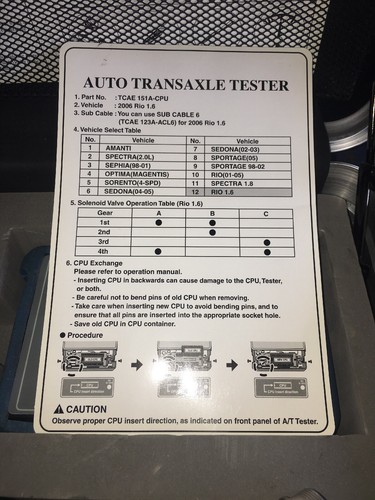 AUTO TRANSAXLE TESTER
1. Part No. : TCAE 151A-CPU
2. Vehicle : 2006 Rio 1.6
3. Sub Cable : You can use SUB CABLE 6
(TCAE 123A-ACL6) for 2006 Rio 1.6
4. Vehicle Select Table
No. Vehicle No. Vehicle
1 AMANTI 7 SEDONA(02-03)
2 SPECTRA(2.0L) 8 SPORTAGE(05)
3 SEPHIA(98-01) 9 SPORTAGE 98-02
4 OPTIMA(MAGENTIS) 10 RIO(01-05)
5 SORENTO(4-SPD) 11 SPECTRA 1.8
6 SEDONA(04-05) 12 RIO 1.6
5. Solenoid Valve Operation Table (Rio 1.6)
Gear A B C
1st ● ●
2nd ●
3rd ●
4th ● ●
6. CPU Exchange
Please refer to operation manual.
- Inserting CPU in backwards can cause damage to the CPU, Tester,
or both.
- Be careful not to bend pins of old CPU when removing.
- Take care when inserting new CPU to avoid bending pins, and to
ensure that all pins are inserted into the appropriate socket hole.
- Save old CPU in CPU container.
● Procedure
CAUTION
Observe proper CPU insert direction, as indicated on front panel of A/T Tester.